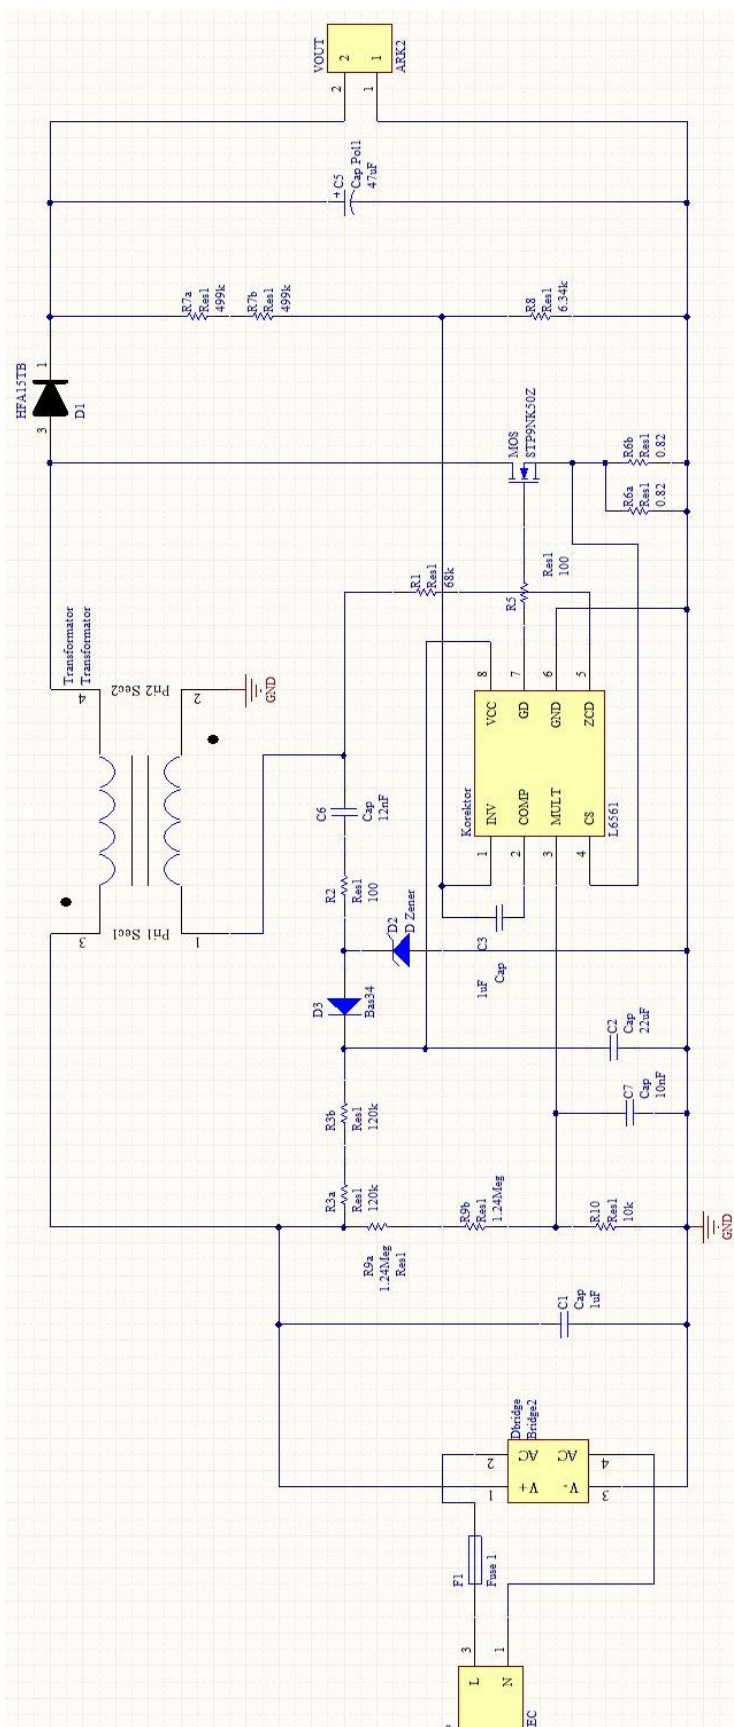 VOUT
2
1
ARK2
2
1
+ C5
Cap Pol1
47uF
R7a
Res1
499k
R7b
Res1
499k
R8
Res1
6.34k
HFA15TB
1
3
D1
MOS
STP9NK50Z
R6b
Res1
0.82
R6a
Res1
0.82
R1
Res1
68k
R5
Res1
100
Transformator
Transformator
4
Pri2 Sec2
2
GND
3
Pri1 Sec1
1
C6
Cap
12nF
R2
Res1
100
Korektor
8
7
6
5
VCC
GD
GND
ZCD
INV
COMP
MULT
CS
1
2
3
4
L6561
D2
D Zener
C3
Cap
1uF
D3
Bas34
C2
Cap
22uF
C7
Cap
10nF
R3b
Res1
120k
R3a
Res1
120k
R9a
1.24Meg
Res1
R9b
Res1
1.24Meg
R10
Res1
10k
GND
C1
Cap
1uF
Dbridge
Bridge2
2
AC
AC
4
1
V+
V-
3
F1
Fuse 1
3
1
L
N
EC